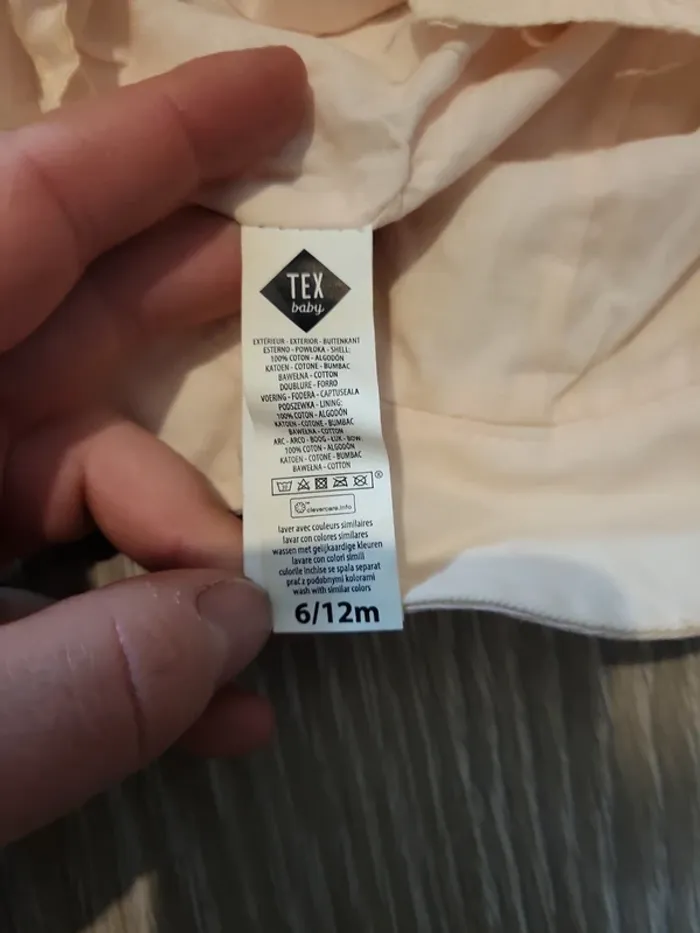 TEX
baby
EXTÉRIEUR - EXTERIOR - BUITENKANT
ESTERNO - POWŁOKA - SHELL:
100% COTON - ALGODÓN
KATOEN - COTONE - BUMBAC
BAWEŁNA - COTTON
DOUBLURE - FORRO
VOERING - FODERA - CAPTUSEALA
PODSZEWKA - LINING:
100% COTON - ALGODÓN
KATOEN - COTONE - BUMBAC
BAWEŁNA - COTTON
ARC - ARCO - BOOG - ŁUK - BOW:
100% COTON - ALGODÓN
KATOEN - COTONE - BUMBAC
BAWEŁNA - COTTON
®
clevercare.info
laver avec couleurs similaires
lavar con colores similares
wassen met gelijkaardige kleuren
lavare con colori simili
culorile inchise se spala separat
prać z podobnymi kolorami
wash with similar colors
6/12m